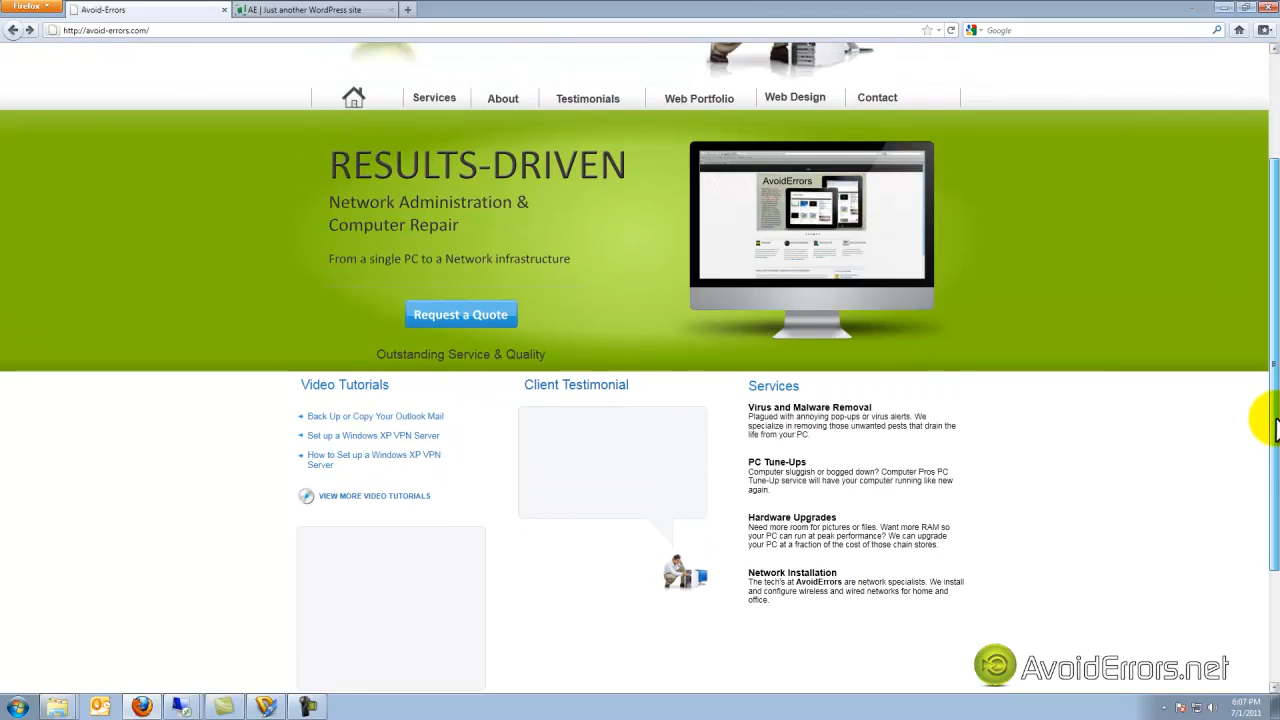 Firefox
Avoid-Errors
AE | Just another WordPress site
http://avoid-errors.com/
Google
Services
About
Testimonials
Web Portfolio
Web Design
Contact
RESULTS-DRIVEN
Network Administration &
Computer Repair
From a single PC to a Network infrastructure
Request a Quote
Outstanding Service & Quality
AvoidErrors
Video Tutorials
Back Up or Copy Your Outlook Mail
Set up a Windows XP VPN Server
How to Set up a Windows XP VPN
Server
VIEW MORE VIDEO TUTORIALS
Client Testimonial
Services
Virus and Malware Removal
Plagued with annoying pop-ups or virus alerts. We
specialize in removing those unwanted pests that drain the
life from your PC.
PC Tune-Ups
Computer sluggish or bogged down? Computer Pros PC
Tune-Up service will have your computer running like new
again.
Hardware Upgrades
Need more room for pictures or files. Want more RAM so
your PC can run at peak performance? We can upgrade
your PC at a fraction of the cost of those chain stores.
Network Installation
The tech's at AvoidErrors are network specialists. We install
and configure wireless and wired networks for home and
office.
AvoidErrors.net
6:07 PM
7/1/2011